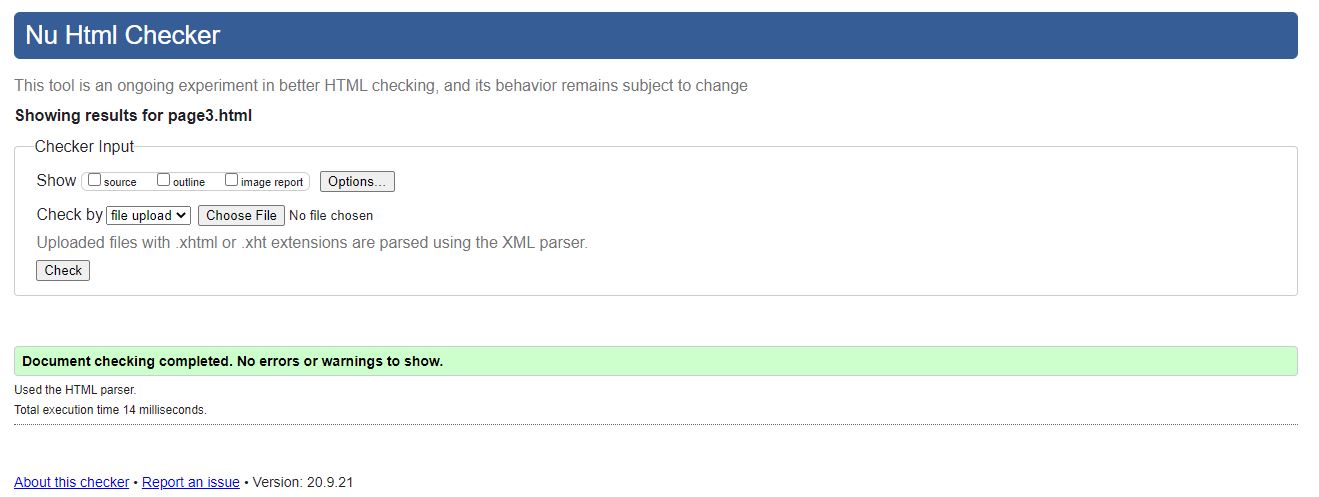 Nu Html Checker
This tool is an ongoing experiment in better HTML checking, and its behavior remains subject to change
Showing results for page3.html
Checker Input
Show source outline image report Options...
Check by file upload Choose File No file chosen
Uploaded files with .xhtml or .xht extensions are parsed using the XML parser.
Check
Document checking completed. No errors or warnings to show.
Used the HTML parser.
Total execution time 14 milliseconds.
About this checker • Report an issue • Version: 20.9.21